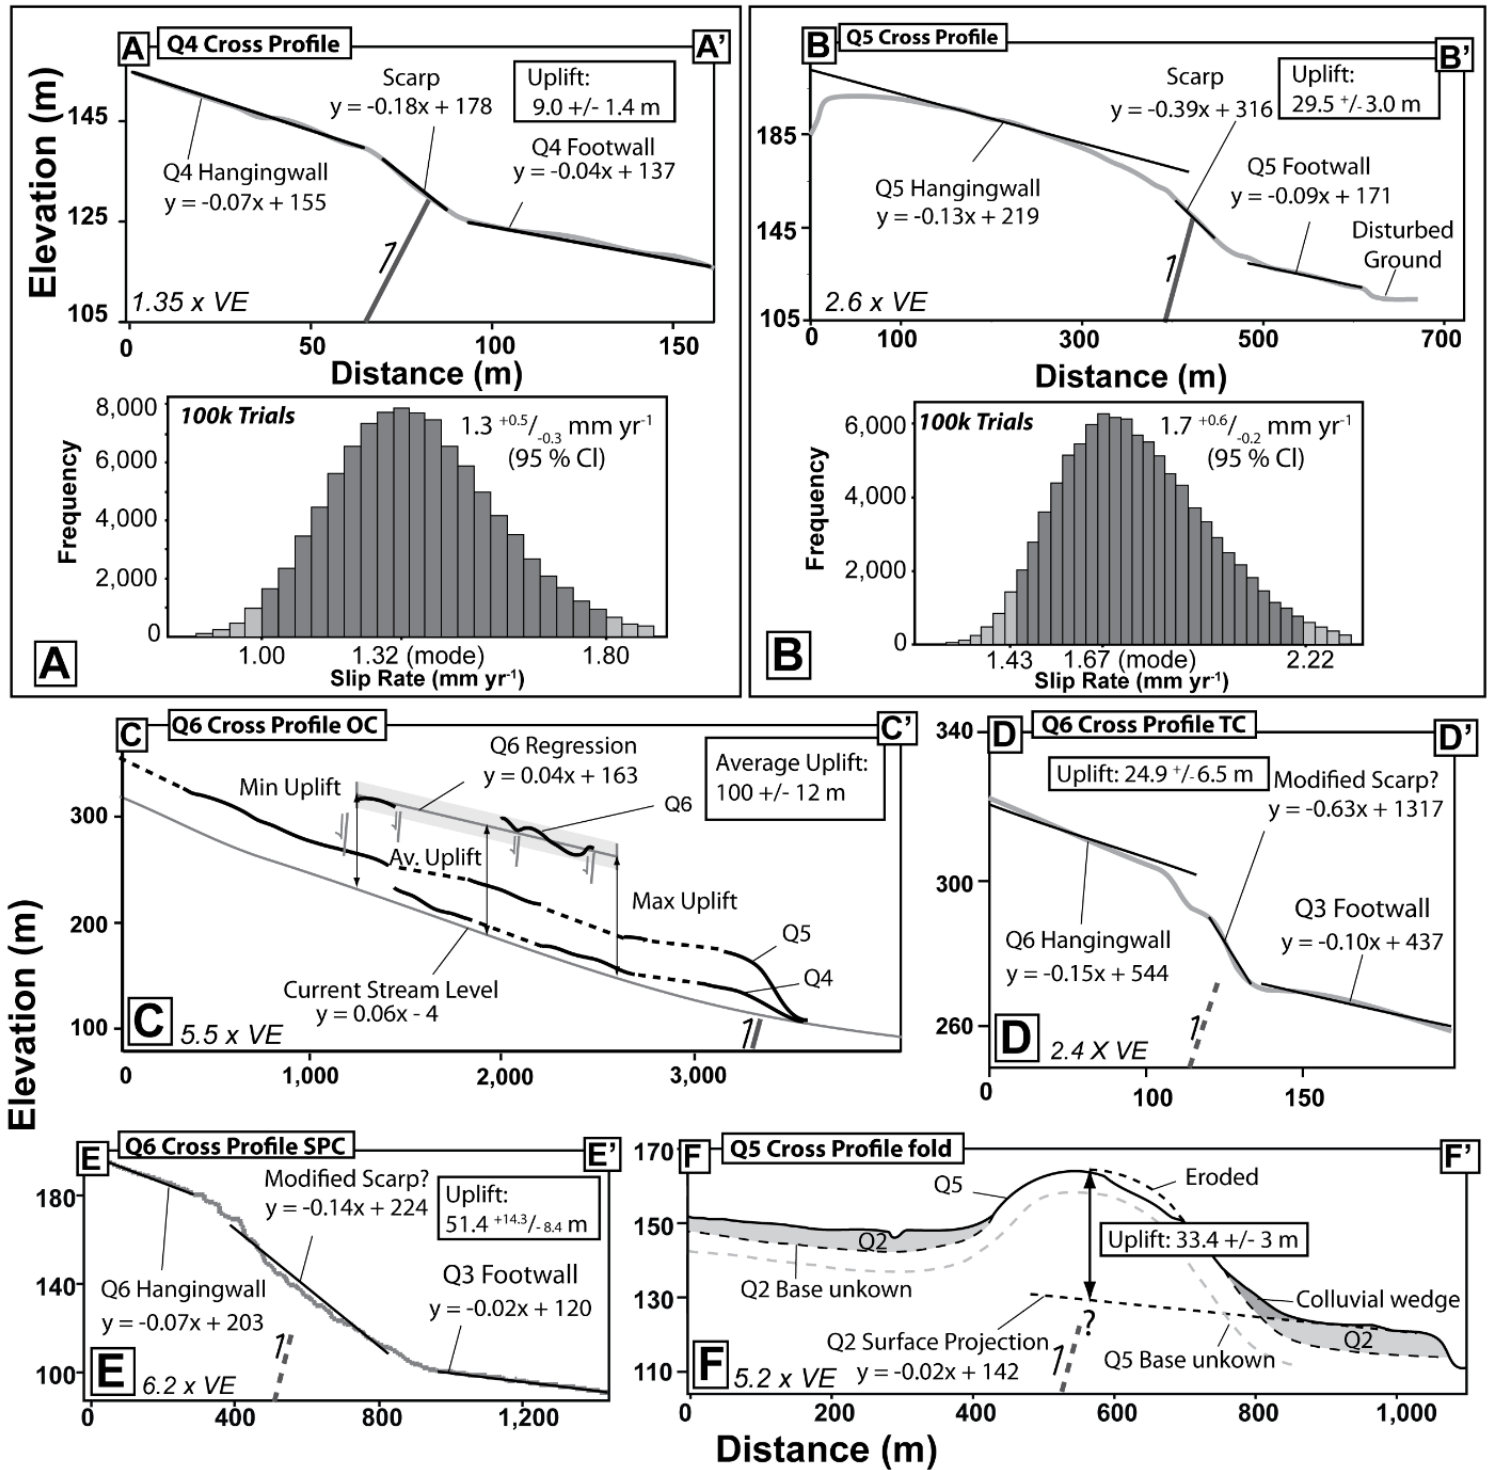 A
Q4 Cross Profile
A'
Elevation (m)
145
125
105
Scarp
y = -0.18x + 178
Uplift:
9.0 +/- 1.4 m
Q4 Hangingwall
y = -0.07x + 155
Q4 Footwall
y = -0.04x + 137
1.35 x VE
0
50
100
150
Distance (m)
100k Trials
1.3 +0.5/-0.3 mm yr-1
(95 % CI)
Frequency
8,000
6,000
4,000
2,000
0
1.00
1.32 (mode)
1.80
Slip Rate (mm yr-1)
A
B
Q5 Cross Profile
B'
185
145
105
Scarp
y = -0.39x + 316
Uplift:
29.5 +/- 3.0 m
Q5 Hangingwall
y = -0.13x + 219
Q5 Footwall
y = -0.09x + 171
Disturbed
Ground
2.6 x VE
0
100
300
500
700
Distance (m)
100k Trials
1.7 +0.6/-0.2 mm yr-1
(95 % CI)
Frequency
6,000
4,000
2,000
0
1.43
1.67 (mode)
2.22
Slip Rate (mm yr-1)
B
C
Q6 Cross Profile OC
C'
Q6 Regression
y = 0.04x + 163
Average Uplift:
100 +/- 12 m
Min Uplift
Q6
Av. Uplift
Max Uplift
Q5
Q4
Current Stream Level
y = 0.06x - 4
300
200
100
C
5.5 x VE
0
1,000
2,000
3,000
Elevation (m)
D
Q6 Cross Profile TC
D'
340
300
260
Uplift: 24.9 +/- 6.5 m
Modified Scarp?
y = -0.63x + 1317
Q6 Hangingwall
y = -0.15x + 544
Q3 Footwall
y = -0.10x + 437
D
2.4 X VE
0
100
150
E
Q6 Cross Profile SPC
E'
Modified Scarp?
y = -0.14x + 224
Uplift:
51.4 +14.3/-8.4 m
Q6 Hangingwall
y = -0.07x + 203
Q3 Footwall
y = -0.02x + 120
180
140
100
E
6.2 x VE
0
400
800
1,200
F
Q5 Cross Profile fold
F'
170
150
130
110
Q5
Eroded
Q2
Uplift: 33.4 +/- 3 m
Q2 Base unkown
Colluvial wedge
?
Q2 Surface Projection
y = -0.02x + 142
Q5 Base unkown
Q2
F
5.2 x VE
0
200
400
600
800
1,000
Distance (m)